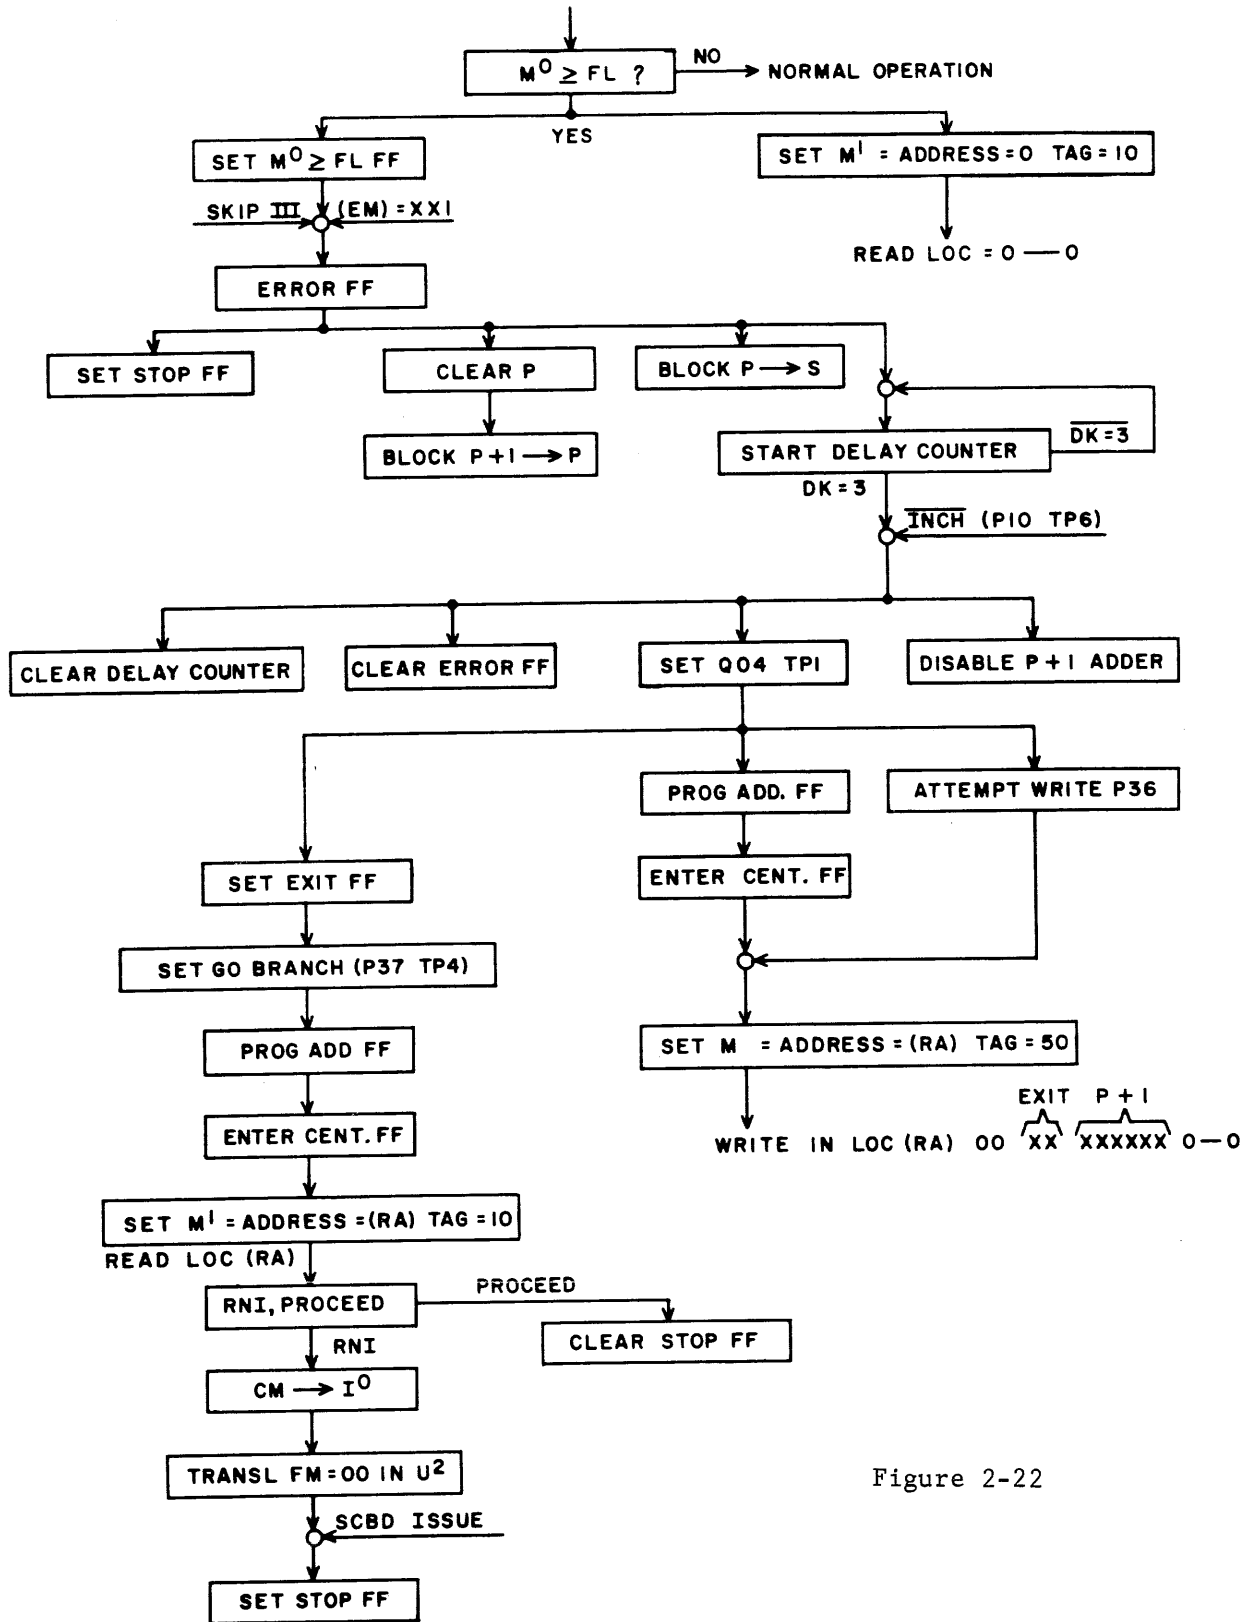 M⁰ ≥ FL ?
NO
NORMAL OPERATION
YES
SET M⁰ ≥ FL FF
SET M¹ = ADDRESS=0 TAG=10
SKIP III
(EM)=XX1
READ LOC = 0 — 0
ERROR FF
SET STOP FF
CLEAR P
BLOCK P → S
BLOCK P+1 → P
START DELAY COUNTER
D̅K̅=̅3̅
DK=3
I̅N̅C̅H̅ (P10 TP6)
CLEAR DELAY COUNTER
CLEAR ERROR FF
SET Q04 TP1
DISABLE P+1 ADDER
PROG ADD. FF
ATTEMPT WRITE P36
SET EXIT FF
ENTER CENT. FF
SET GO BRANCH (P37 TP4)
PROG ADD FF
SET M = ADDRESS=(RA) TAG=50
ENTER CENT. FF
EXIT P+1
WRITE IN LOC (RA) 00 XX XXXXXX 0—0
SET M¹ = ADDRESS=(RA) TAG=10
READ LOC (RA)
RNI, PROCEED
PROCEED
CLEAR STOP FF
RNI
CM → I⁰
TRANSL FM=00 IN U²
Figure 2-22
SCBD ISSUE
SET STOP FF